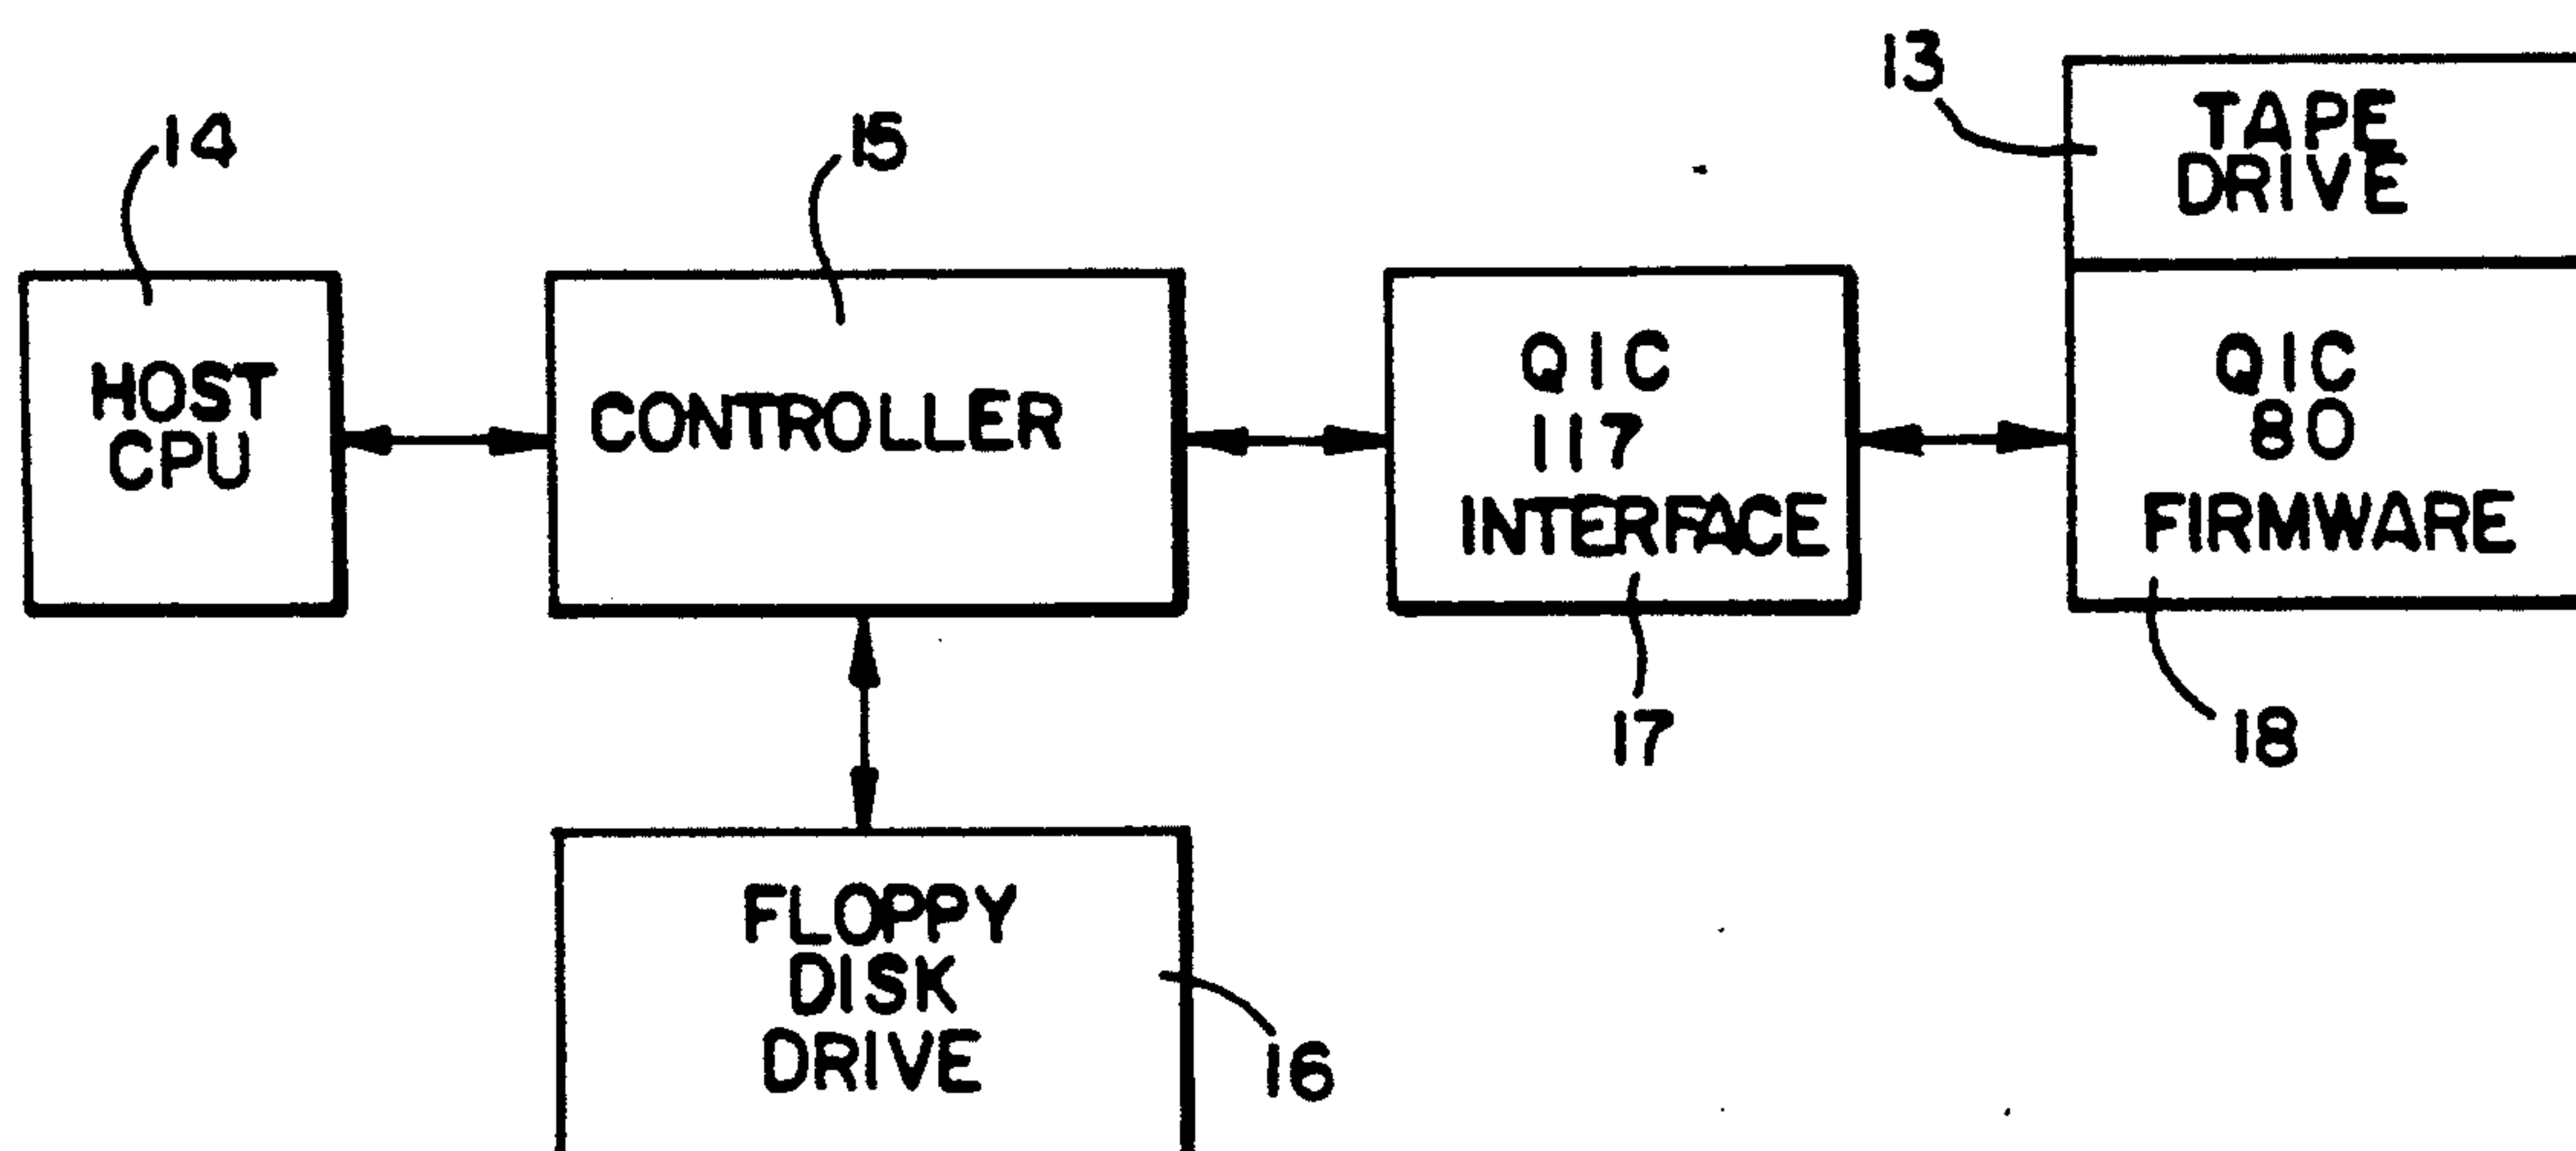 13
TAPE
DRIVE
14
15
HOST
CPU
CONTROLLER
QIC
117
INTERFACE
QIC
80
FIRMWARE
17
18
FLOPPY
DISK
DRIVE
16